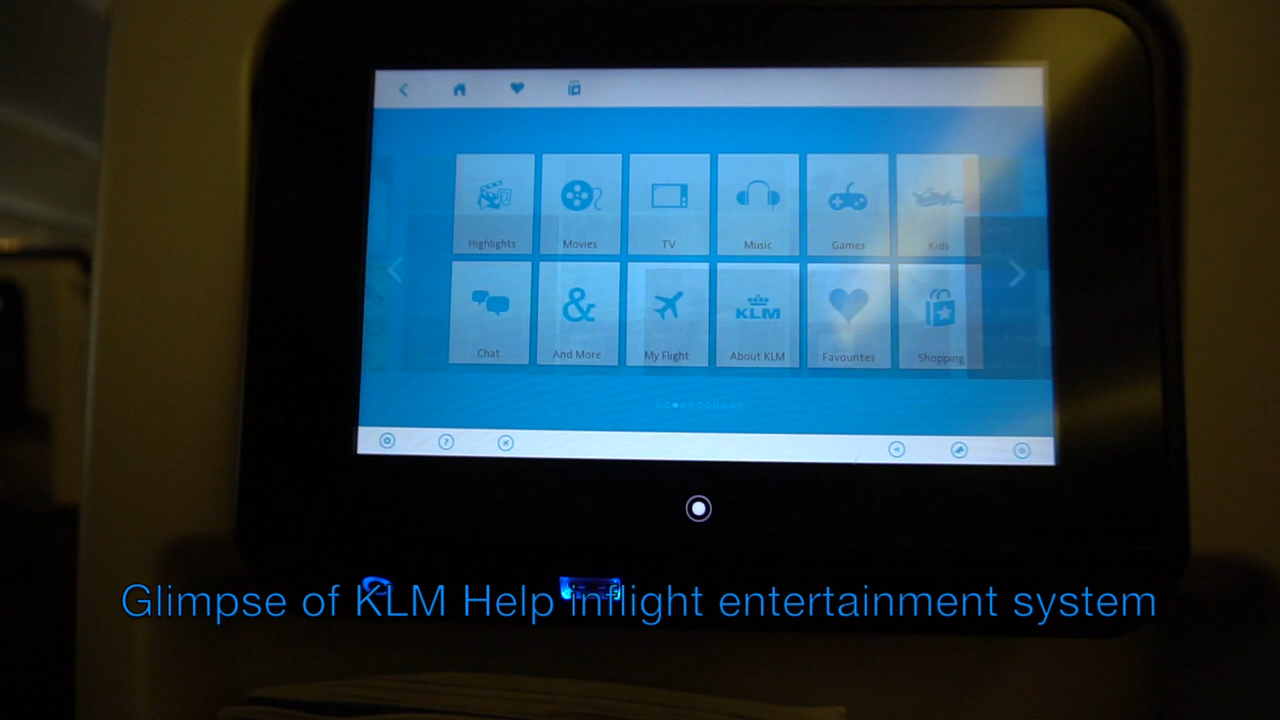 Highlights Movies TV Music Games Kids
&
KLM
Chat And More My Flight About KLM Favourites Shopping
?
Glimpse of KLM Help inflight entertainment system